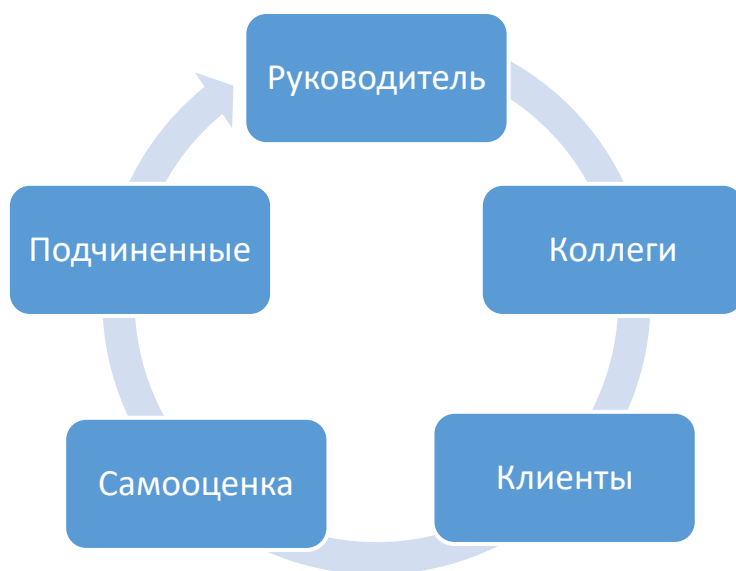 Руководитель
Коллеги
Клиенты
Самооценка
Подчиненные